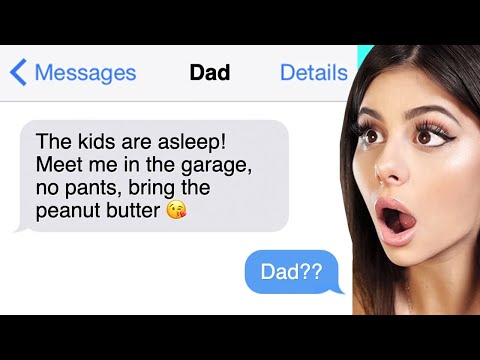 Messages Dad Details
The kids are asleep!
Meet me in the garage,
no pants, bring the
peanut butter 😘
Dad??